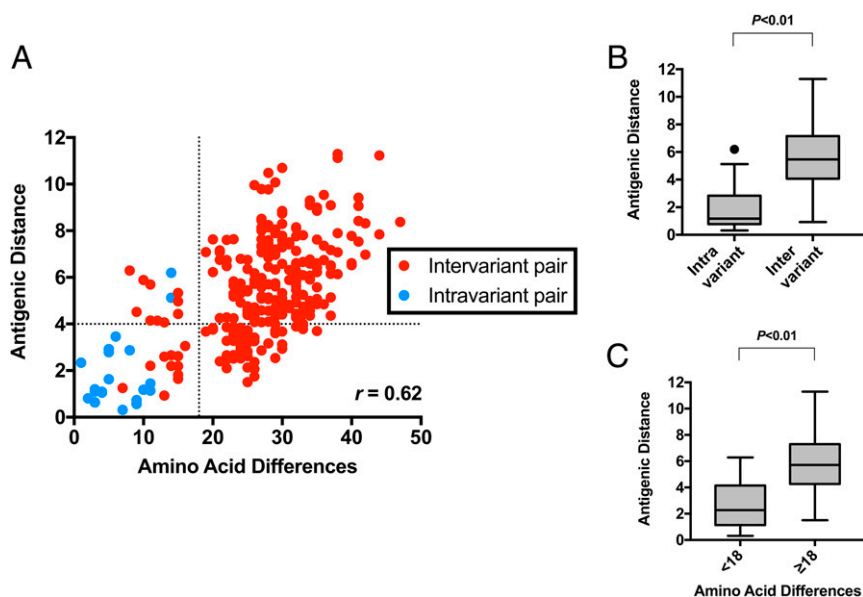 A
Antigenic Distance
12
10
8
6
4
2
0
0 10 20 30 40 50
Amino Acid Differences
r = 0.62
Intervariant pair
Intravariant pair
B
P<0.01
Antigenic Distance
12
10
8
6
4
2
0
Intra
variant
Inter
variant
C
P<0.01
Antigenic Distance
12
10
8
6
4
2
0
<18
≥18
Amino Acid Differences